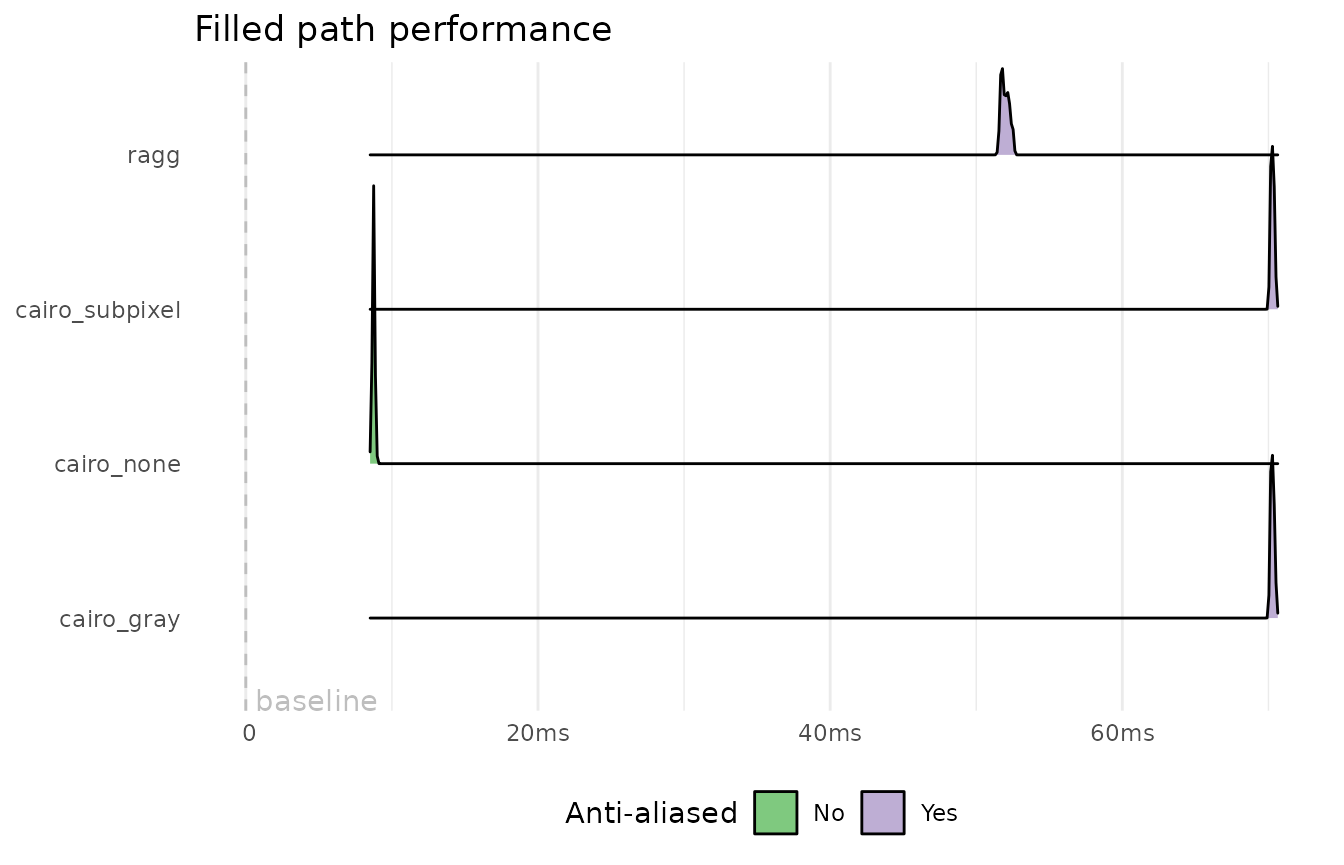 Filled path performance
ragg
cairo_subpixel
cairo_none
cairo_gray
baseline
0 20ms 40ms 60ms
Anti-aliased No Yes